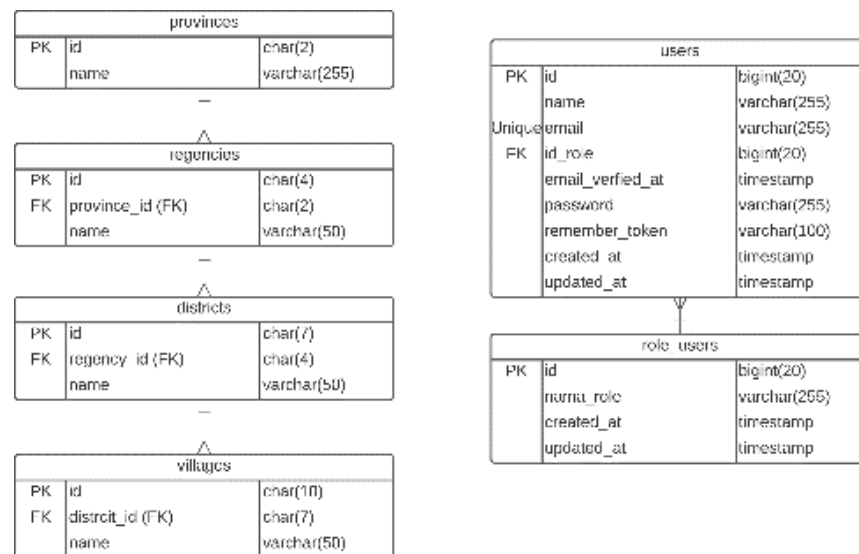 provinces
PK id char(2)
name varchar(255)
regencies
PK id char(4)
FK province_id (FK) char(2)
name varchar(50)
districts
PK id char(7)
FK regency_id (FK) char(4)
name varchar(50)
villages
PK id char(10)
FK distrcit_id (FK) char(7)
name varchar(50)
users
PK id bigint(20)
name varchar(255)
Unique email varchar(255)
FK id_role bigint(20)
email_verfied_at timestamp
password varchar(255)
remember_token varchar(100)
created_at timestamp
updated_at timestamp
role_users
PK id bigint(20)
nama_role varchar(255)
created_at timestamp
updated_at timestamp